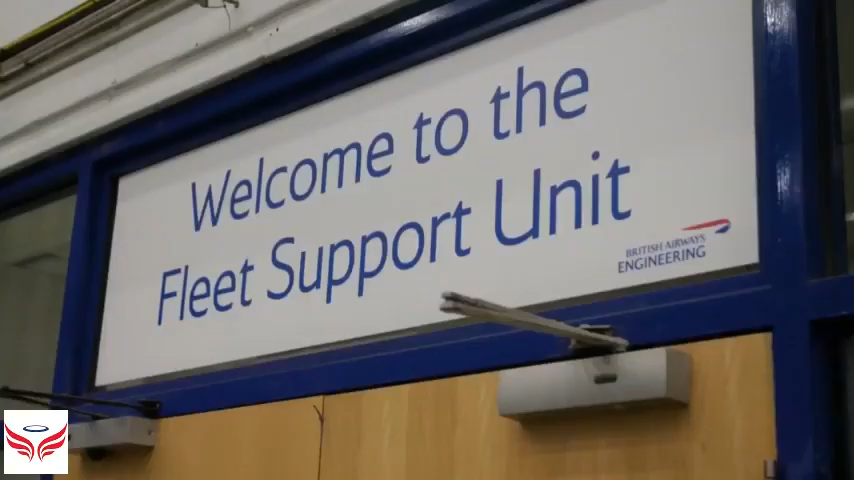 Welcome to the
Fleet Support Unit
BRITISH AIRWAYS
ENGINEERING